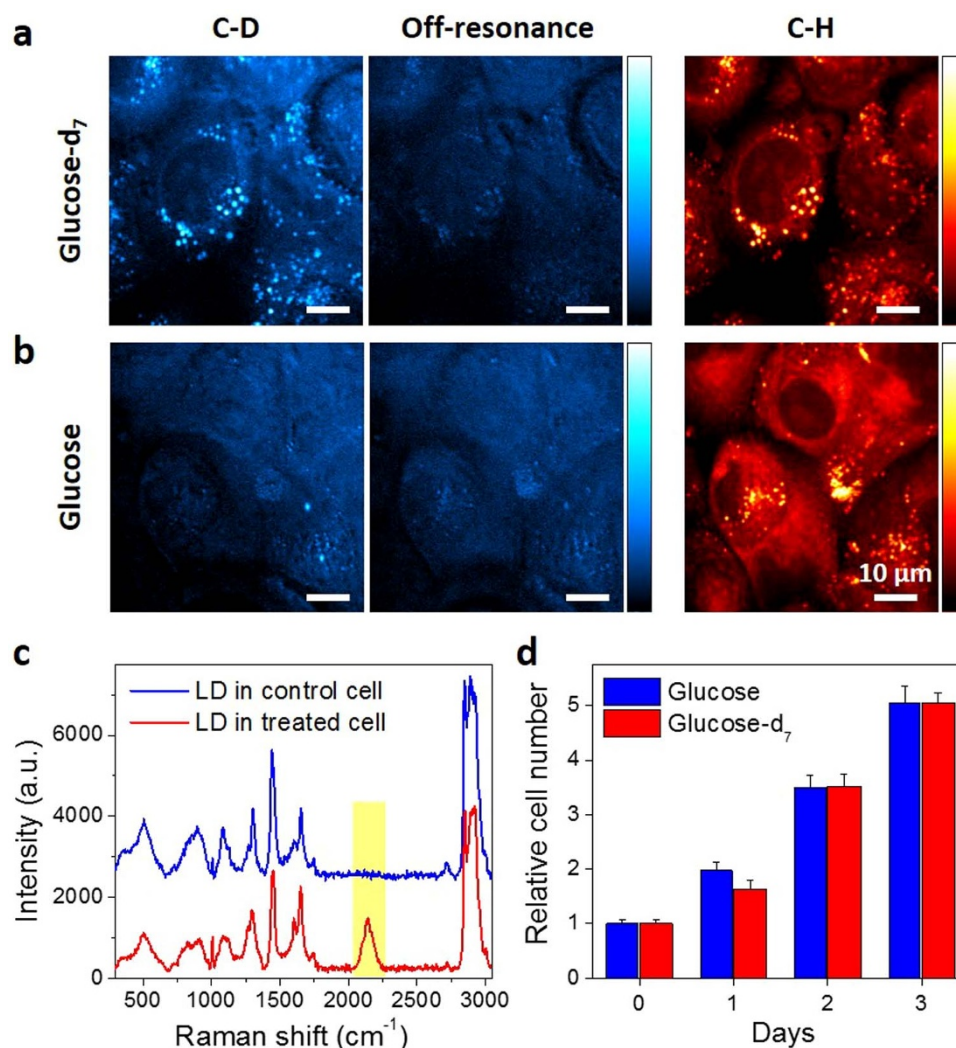 a
C-D
Off-resonance
C-H
Glucose-d7
b
Glucose
10 μm
c
LD in control cell
LD in treated cell
Intensity (a.u.)
6000
4000
2000
0
500 1000 1500 2000 2500 3000
Raman shift (cm-1)
d
Glucose
Glucose-d7
Relative cell number
5
4
3
2
1
0
0 1 2 3
Days